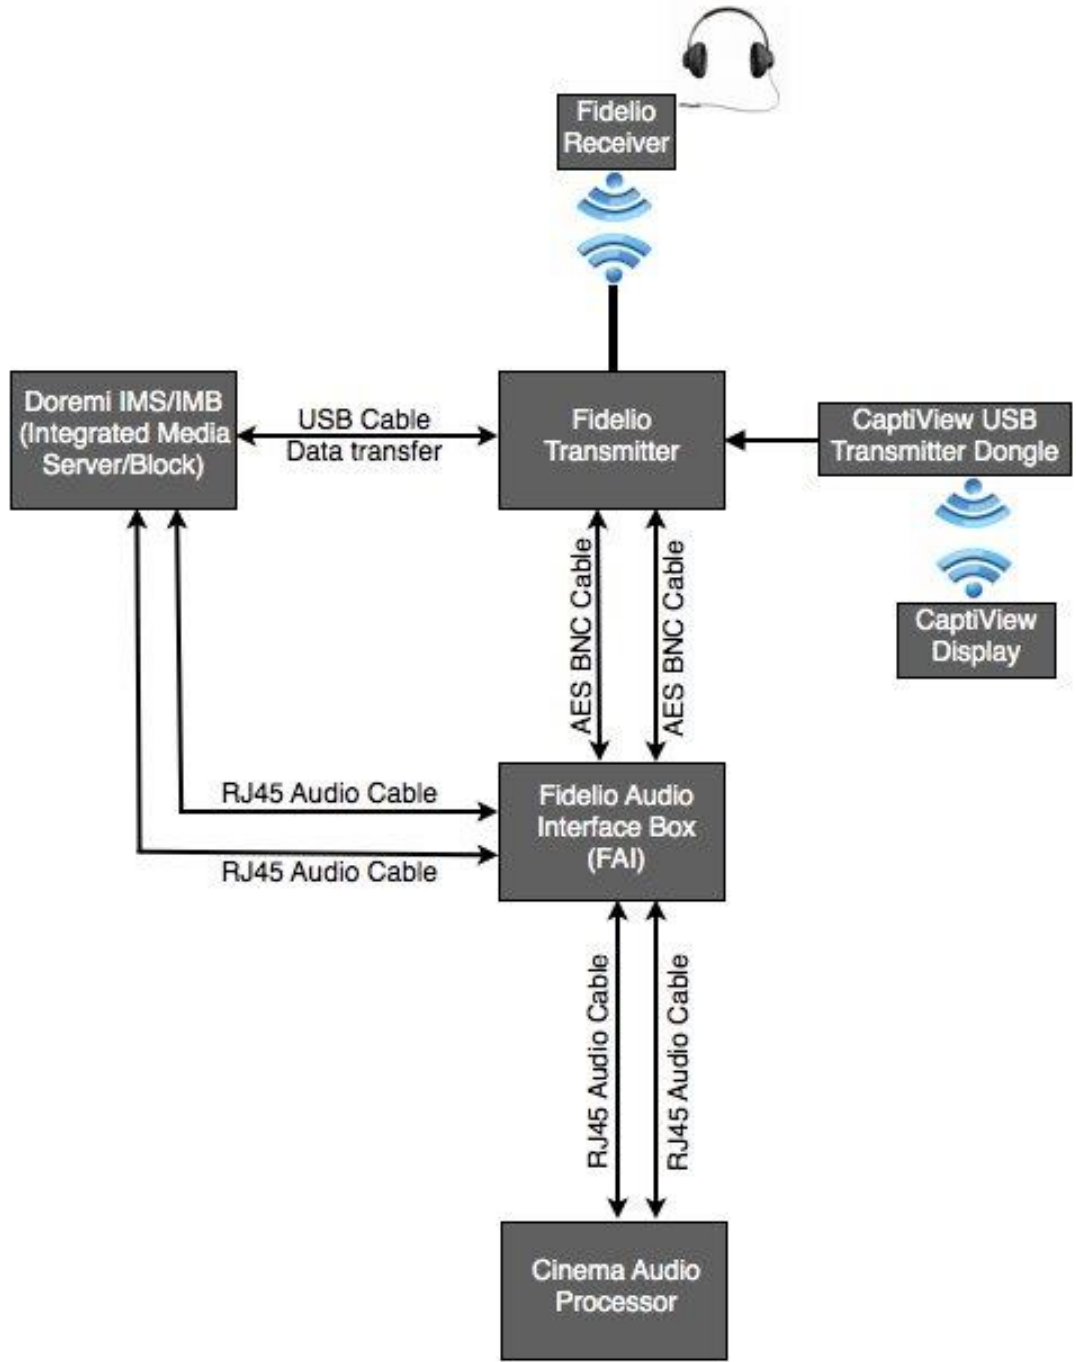 Fidelio
Receiver
Doremi IMS/IMB
(Integrated Media
Server/Block)
USB Cable
Data transfer
Fidelio
Transmitter
CaptiView USB
Transmitter Dongle
CaptiView
Display
AES BNC Cable
AES BNC Cable
RJ45 Audio Cable
RJ45 Audio Cable
Fidelio Audio
Interface Box
(FAI)
RJ45 Audio Cable
RJ45 Audio Cable
Cinema Audio
Processor